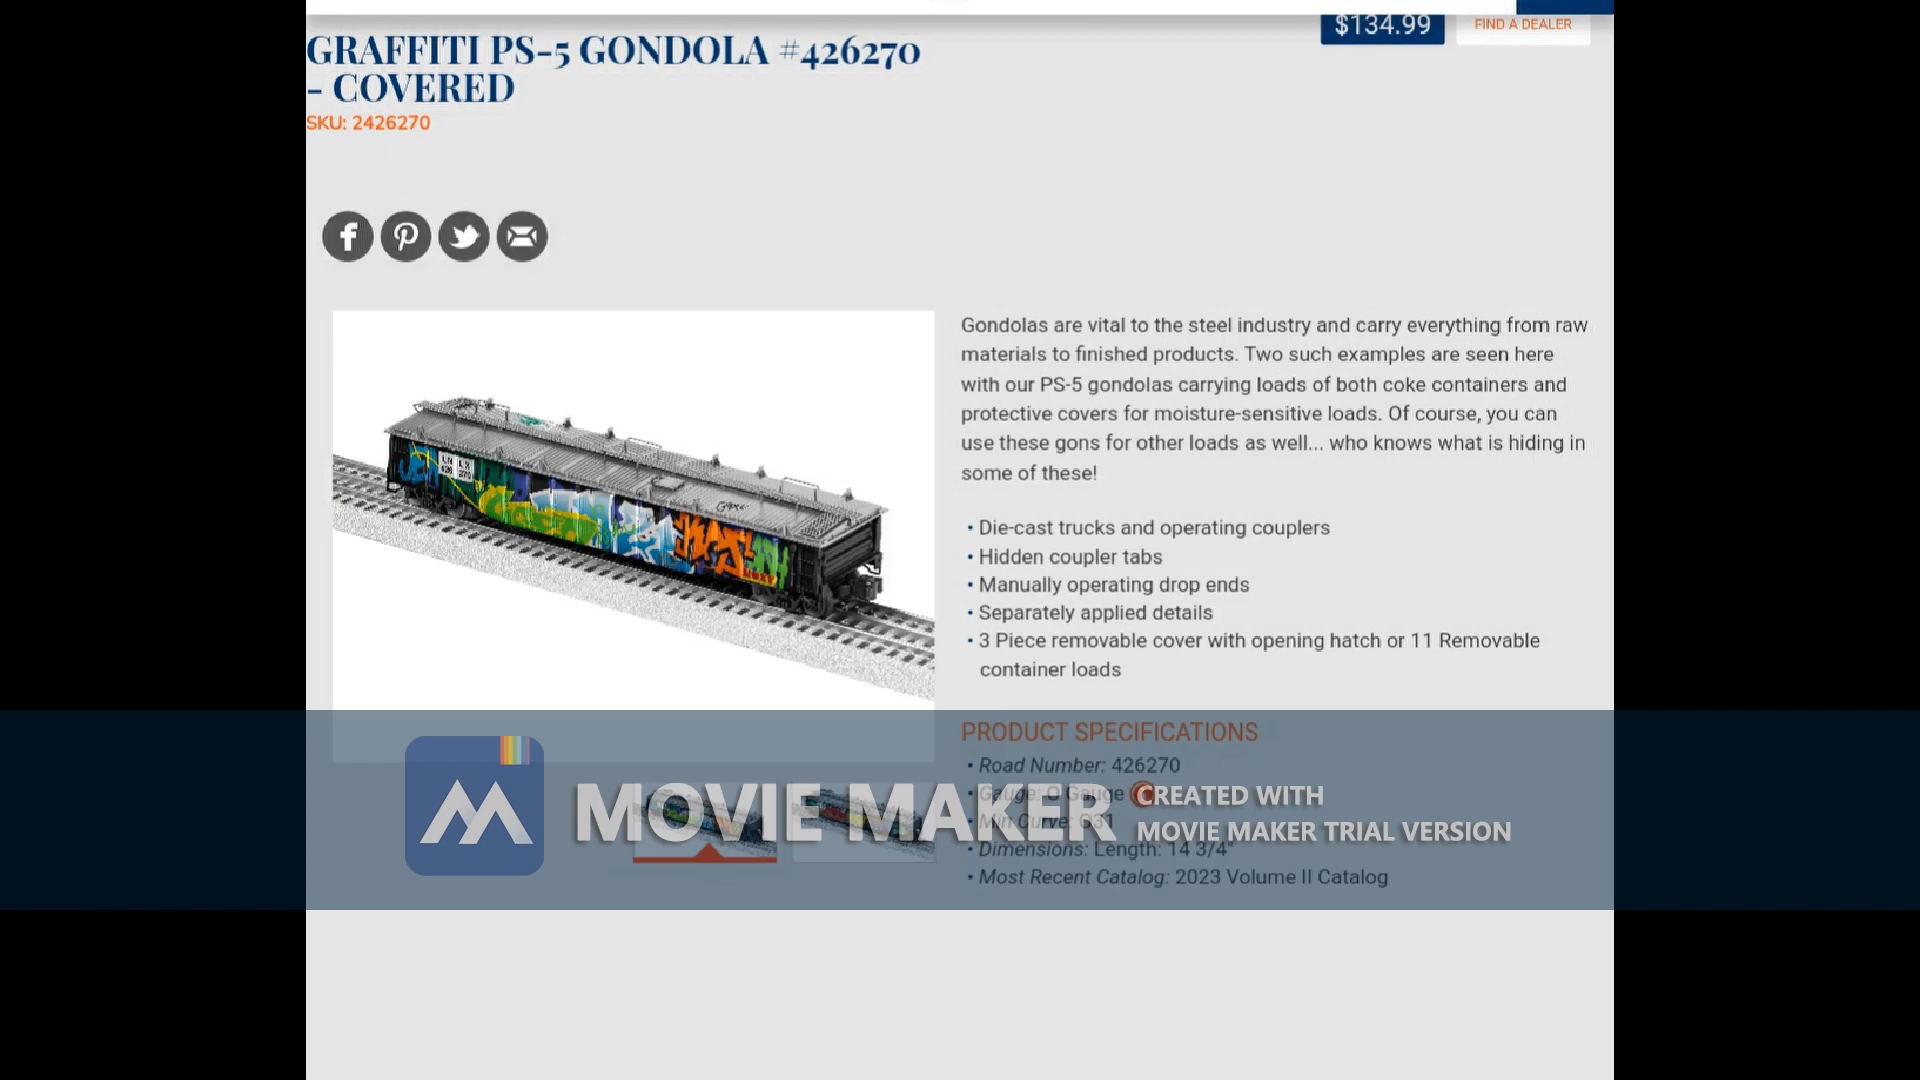 $134.99
FIND A DEALER
GRAFFITI PS-5 GONDOLA #426270
- COVERED
SKU: 2426270
Gondolas are vital to the steel industry and carry everything from raw
materials to finished products. Two such examples are seen here
with our PS-5 gondolas carrying loads of both coke containers and
protective covers for moisture-sensitive loads. Of course, you can
use these gons for other loads as well... who knows what is hiding in
some of these!
• Die-cast trucks and operating couplers
• Hidden coupler tabs
• Manually operating drop ends
• Separately applied details
• 3 Piece removable cover with opening hatch or 11 Removable
container loads
PRODUCT SPECIFICATIONS
• Road Number: 426270
• Gauge: O Gauge
• Min Curve: O31
• Dimensions: Length: 14 3/4"
• Most Recent Catalog: 2023 Volume II Catalog
MOVIE MAKER
CREATED WITH
MOVIE MAKER TRIAL VERSION